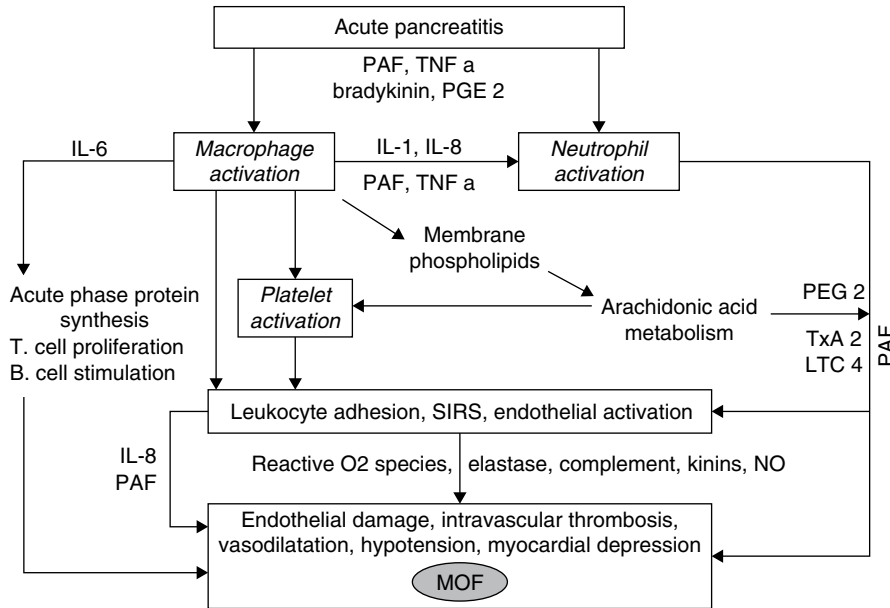 Acute pancreatitis
PAF, TNF a
bradykinin, PGE 2
IL-6
Macrophage
activation
IL-1, IL-8
PAF, TNF a
Neutrophil
activation
Membrane
phospholipids
Acute phase protein
synthesis
T. cell proliferation
B. cell stimulation
Platelet
activation
Arachidonic acid
metabolism
PEG 2
TxA 2
LTC 4
PAF
Leukocyte adhesion, SIRS, endothelial activation
IL-8
PAF
Reactive O2 species, elastase, complement, kinins, NO
Endothelial damage, intravascular thrombosis,
vasodilatation, hypotension, myocardial depression
MOF